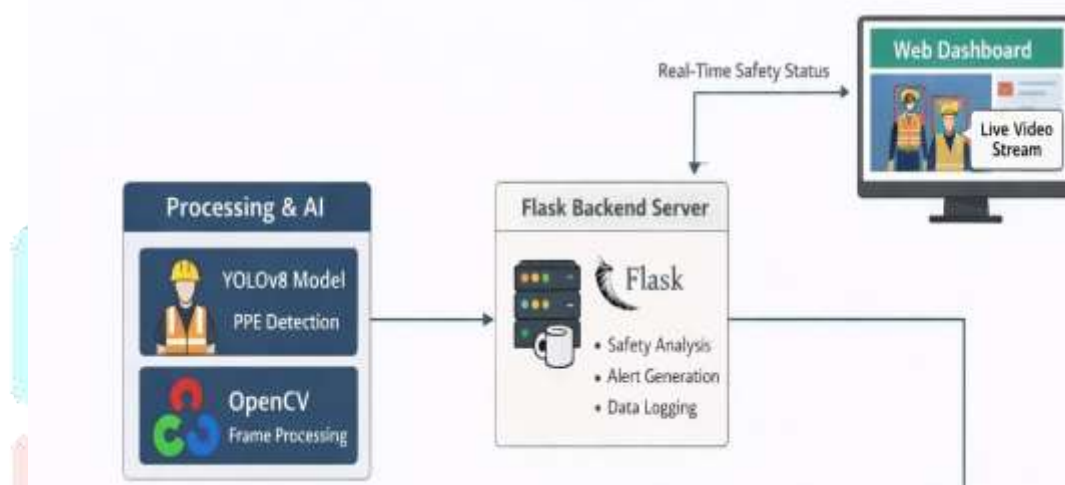 Web Dashboard
Real-Time Safety Status
Live Video
Stream
Processing & AI
YOLOv8 Model
PPE Detection
OpenCV
Frame Processing
Flask Backend Server
Flask
• Safety Analysis
• Alert Generation
• Data Logging